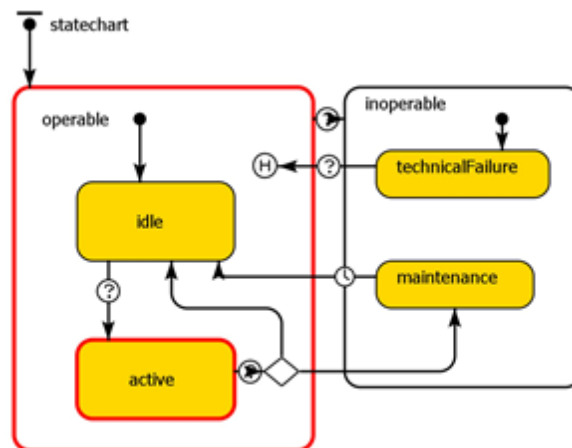 statechart
operable
inoperable
H
?
technicalFailure
idle
?
maintenance
active